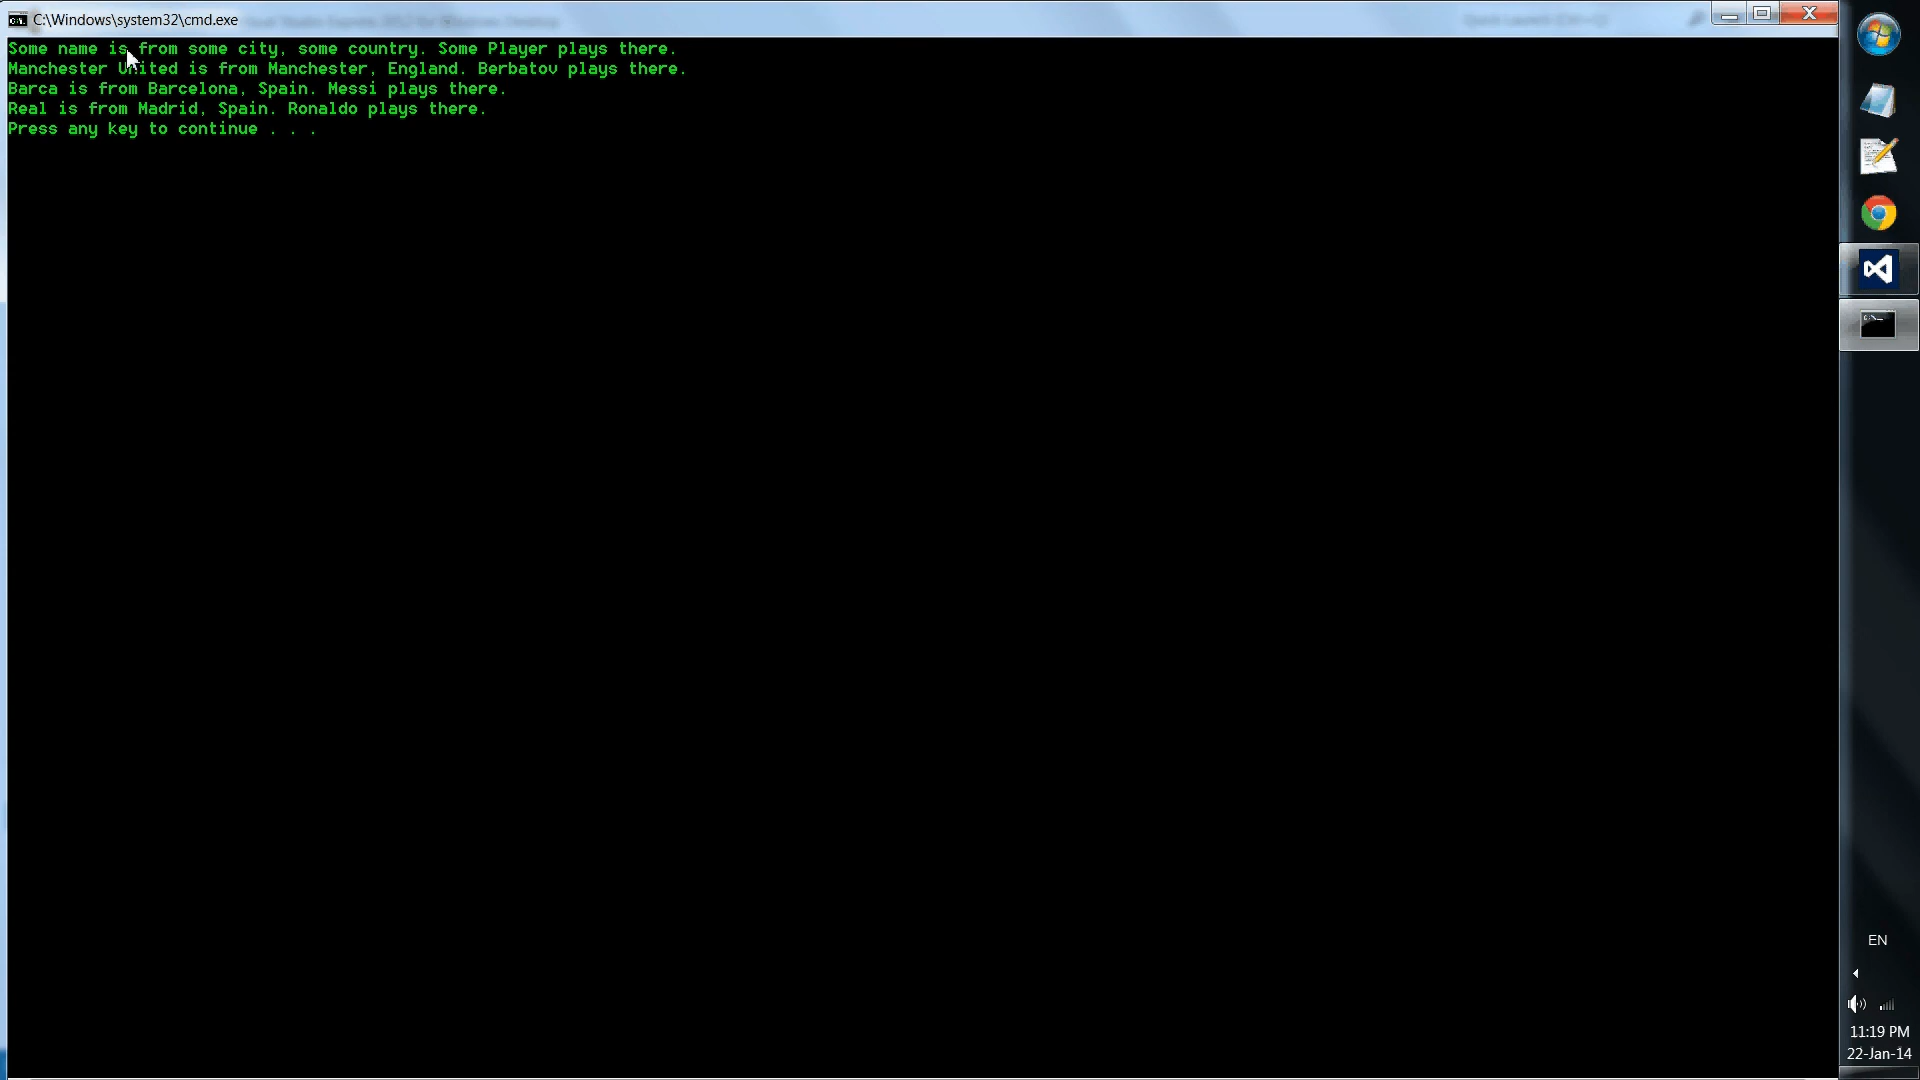 C:\Windows\system32\cmd.exe
Some name is from some city, some country. Some Player plays there.
Manchester United is from Manchester, England. Berbatov plays there.
Barca is from Barcelona, Spain. Messi plays there.
Real is from Madrid, Spain. Ronaldo plays there.
Press any key to continue . . .
EN
11:19 PM
22-Jan-14